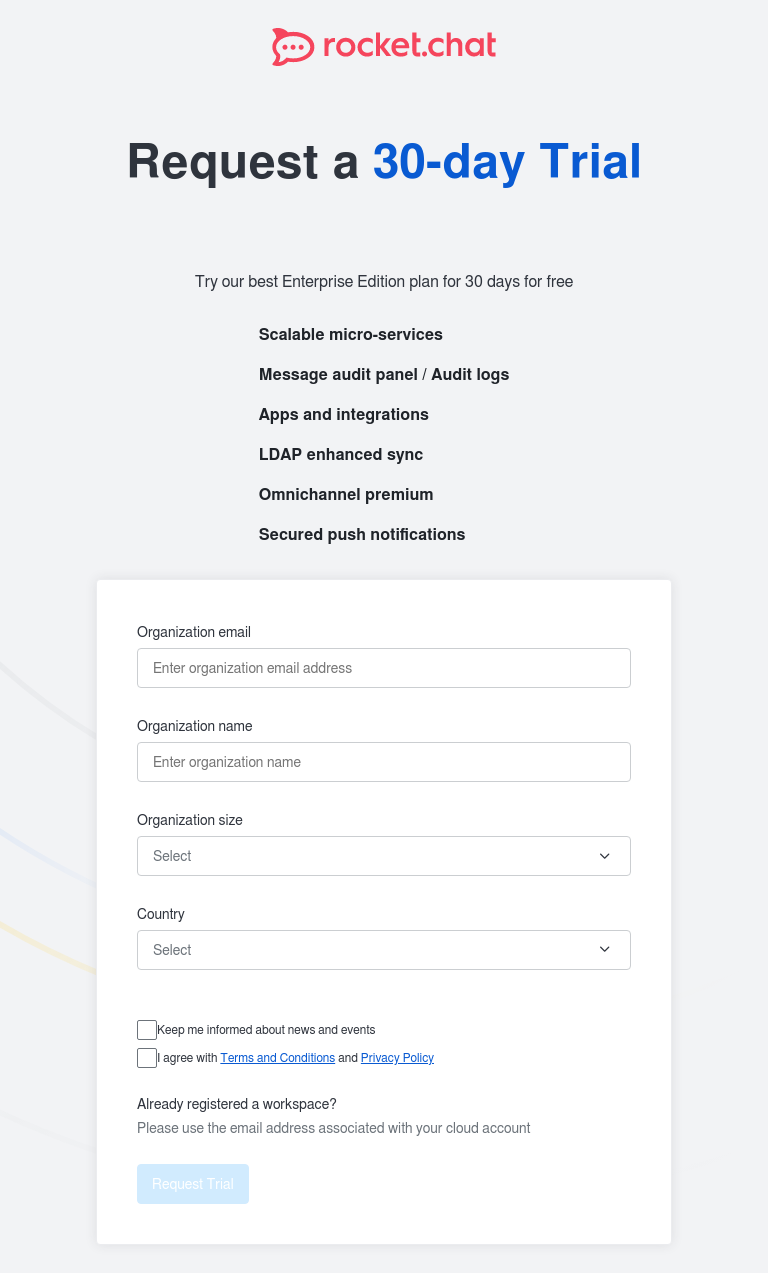 rocket.chat
Request a 30-day Trial
Try our best Enterprise Edition plan for 30 days for free
Scalable micro-services
Message audit panel / Audit logs
Apps and integrations
LDAP enhanced sync
Omnichannel premium
Secured push notifications
Organization email
Enter organization email address
Organization name
Enter organization name
Organization size
Select
Country
Select
Keep me informed about news and events
I agree with Terms and Conditions and Privacy Policy
Already registered a workspace?
Please use the email address associated with your cloud account
Request Trial